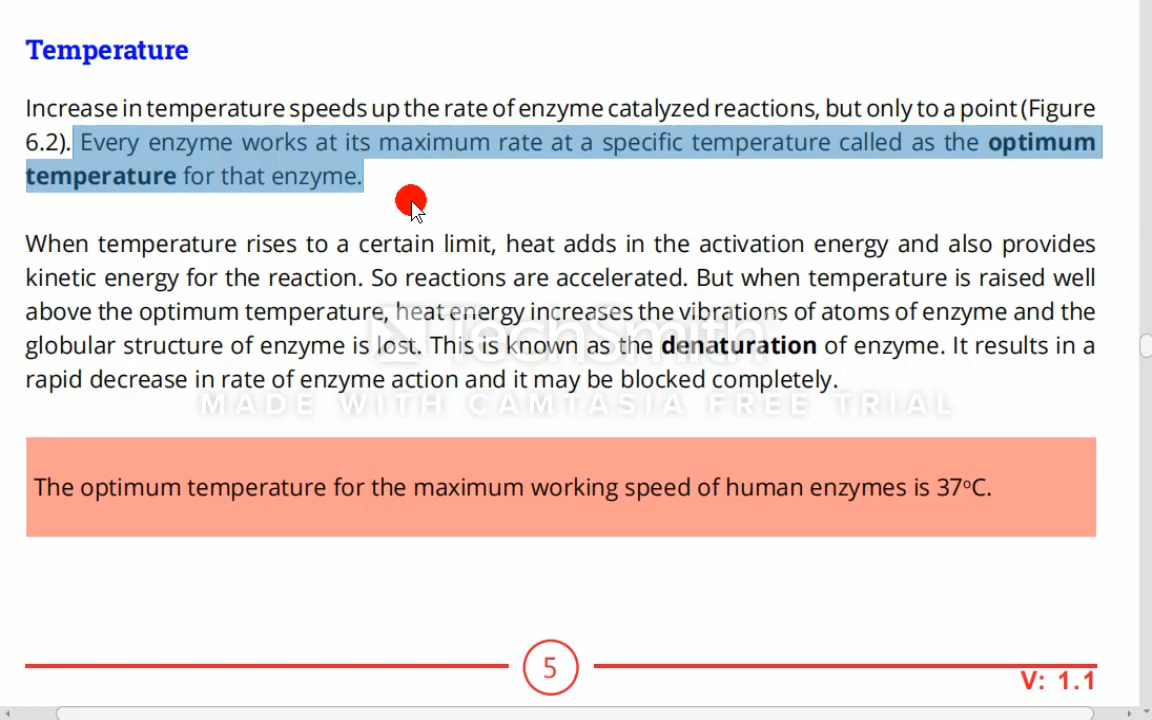 Temperature
Increase in temperature speeds up the rate of enzyme catalyzed reactions, but only to a point (Figure
6.2). Every enzyme works at its maximum rate at a specific temperature called as the optimum
temperature for that enzyme.
When temperature rises to a certain limit, heat adds in the activation energy and also provides
kinetic energy for the reaction. So reactions are accelerated. But when temperature is raised well
above the optimum temperature, heat energy increases the vibrations of atoms of enzyme and the
TechSmith
globular structure of enzyme is lost. This is known as the denaturation of enzyme. It results in a
rapid decrease in rate of enzyme action and it may be blocked completely.
MADE WITH CAMTASIA FREE TRIAL
The optimum temperature for the maximum working speed of human enzymes is 37°C.
5
V: 1.1